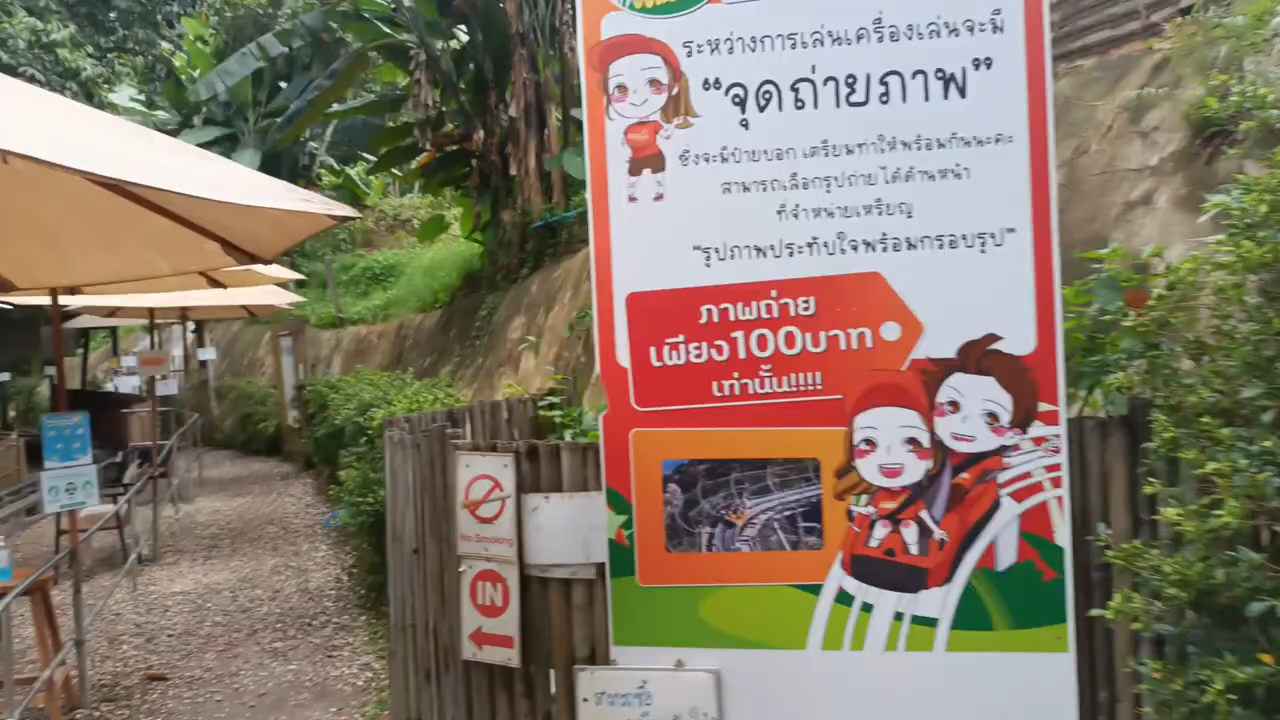 ระหว่างการเล่นเครื่องเล่นจะมี
“จุดถ่ายภาพ”
ซึ่งจะมีป้ายบอก เตรียมท่าให้พร้อมกันนะคะ
สามารถเลือกรูปถ่ายได้ด้านหน้า
ที่จำหน่ายเหรียญ
"รูปภาพประทับใจพร้อมกรอบรูป"
ภาพถ่าย
เพียง100บาท
เท่านั้น!!!!
No Smoking
IN